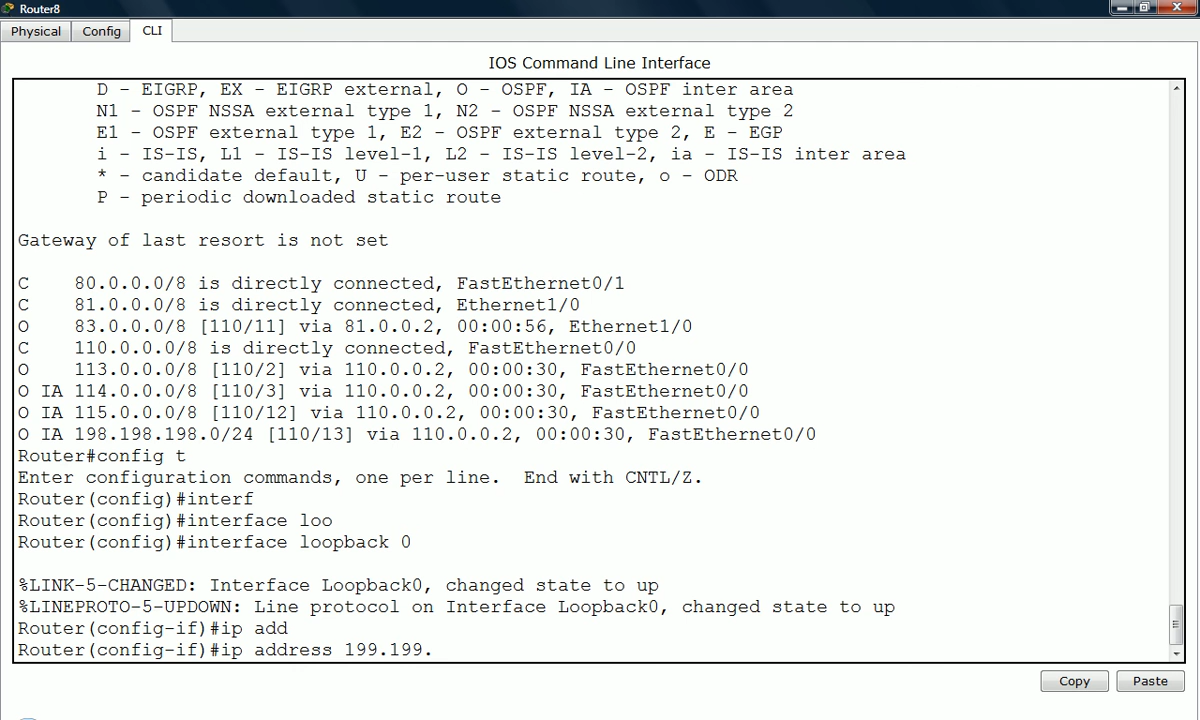 Router8
Physical Config CLI
IOS Command Line Interface
D - EIGRP, EX - EIGRP external, O - OSPF, IA - OSPF inter area
N1 - OSPF NSSA external type 1, N2 - OSPF NSSA external type 2
E1 - OSPF external type 1, E2 - OSPF external type 2, E - EGP
i - IS-IS, L1 - IS-IS level-1, L2 - IS-IS level-2, ia - IS-IS inter area
* - candidate default, U - per-user static route, o - ODR
P - periodic downloaded static route
Gateway of last resort is not set
C    80.0.0.0/8 is directly connected, FastEthernet0/1
C    81.0.0.0/8 is directly connected, Ethernet1/0
O    83.0.0.0/8 [110/11] via 81.0.0.2, 00:00:56, Ethernet1/0
C    110.0.0.0/8 is directly connected, FastEthernet0/0
O    113.0.0.0/8 [110/2] via 110.0.0.2, 00:00:30, FastEthernet0/0
O IA 114.0.0.0/8 [110/3] via 110.0.0.2, 00:00:30, FastEthernet0/0
O IA 115.0.0.0/8 [110/12] via 110.0.0.2, 00:00:30, FastEthernet0/0
O IA 198.198.198.0/24 [110/13] via 110.0.0.2, 00:00:30, FastEthernet0/0
Router#config t
Enter configuration commands, one per line.  End with CNTL/Z.
Router(config)#interf
Router(config)#interface loo
Router(config)#interface loopback 0
%LINK-5-CHANGED: Interface Loopback0, changed state to up
%LINEPROTO-5-UPDOWN: Line protocol on Interface Loopback0, changed state to up
Router(config-if)#ip add
Router(config-if)#ip address 199.199.
Copy Paste